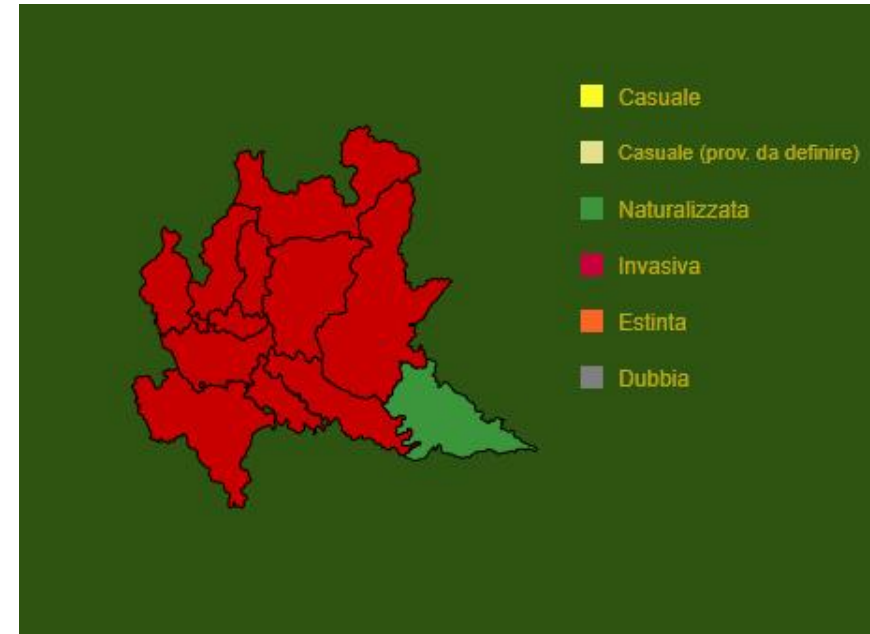 Casuale
Casuale (prov. da definire)
Naturalizzata
Invasiva
Estinta
Dubbia